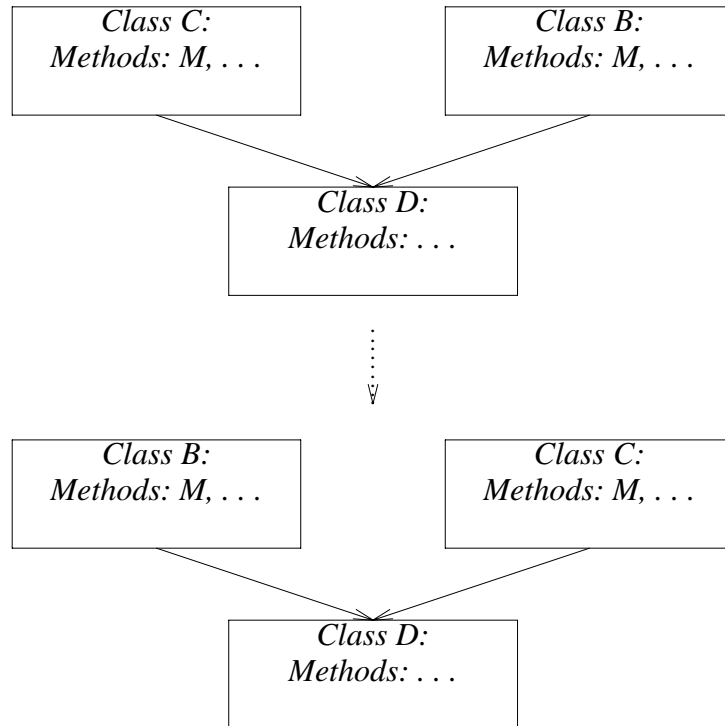 Class C:
Methods: M, . . .
Class B:
Methods: M, . . .
Class D:
Methods: . . .
Class B:
Methods: M, . . .
Class C:
Methods: M, . . .
Class D:
Methods: . . .